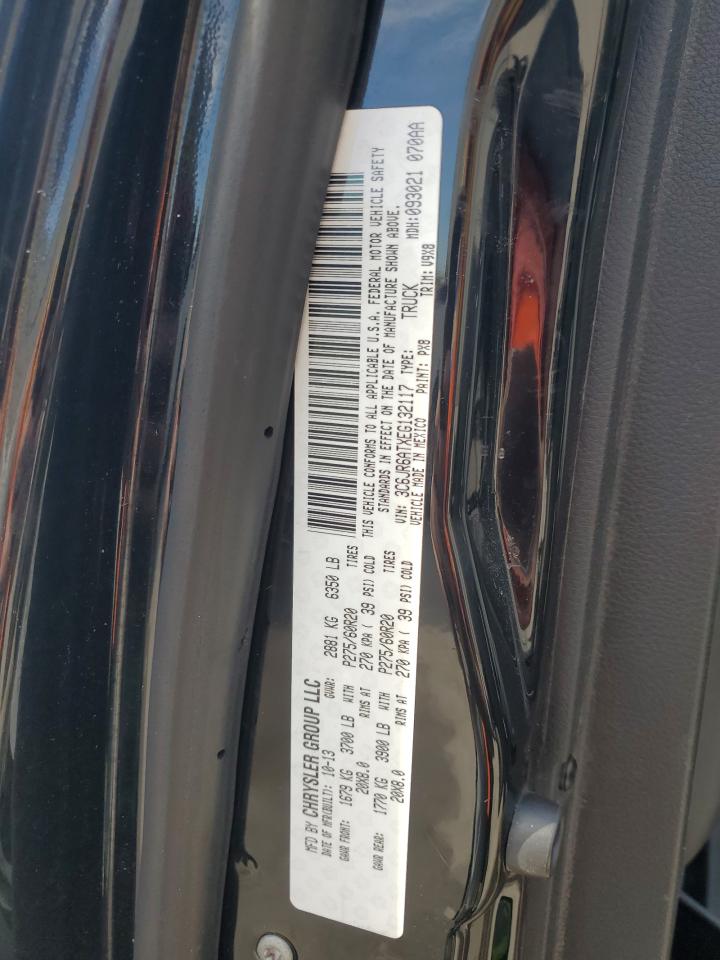 MFD BY CHRYSLER GROUP LLC
DATE OF MFR(BUILT): 10-13 GVWR: 2881 KG 6350 LB
GAWR FRONT: 1679 KG 3700 LB WITH P275/60R20 TIRES
20X8.0 RIMS AT 270 KPA ( 39 PSI) COLD
GAWR REAR: 1770 KG 3900 LB WITH P275/60R20 TIRES
20X8.0 RIMS AT 270 KPA ( 39 PSI) COLD
THIS VEHICLE CONFORMS TO ALL APPLICABLE U.S.A. FEDERAL MOTOR VEHICLE SAFETY
STANDARDS IN EFFECT ON THE DATE OF MANUFACTURE SHOWN ABOVE.
VIN: 3C6JR6ATXEG132117 TYPE: TRUCK MDH:093021 070AA
VEHICLE MADE IN MEXICO PAINT: PX8 TRIM: V9X8